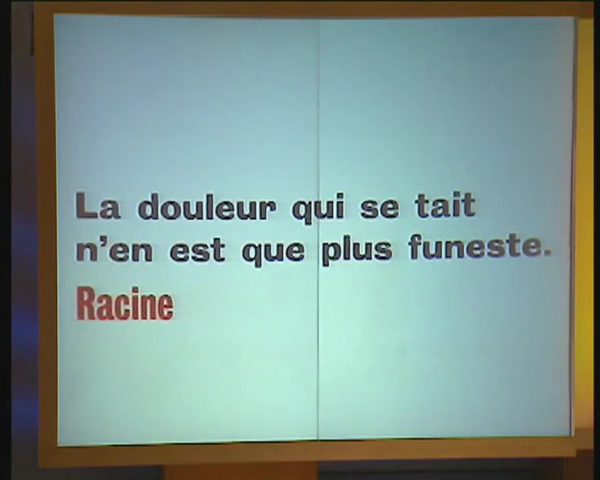 La douleur qui se tait
n'en est que plus funeste.
Racine